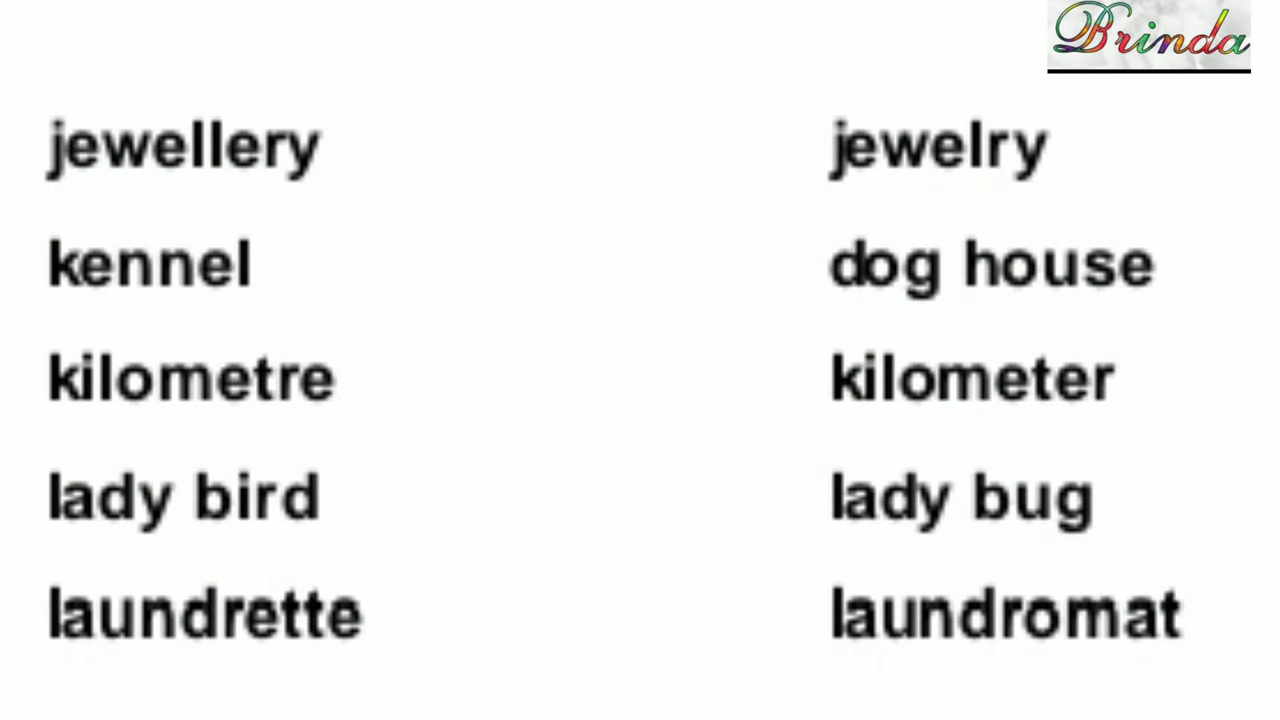 Brinda
jewellery jewelry
kennel dog house
kilometre kilometer
lady bird lady bug
laundrette laundromat